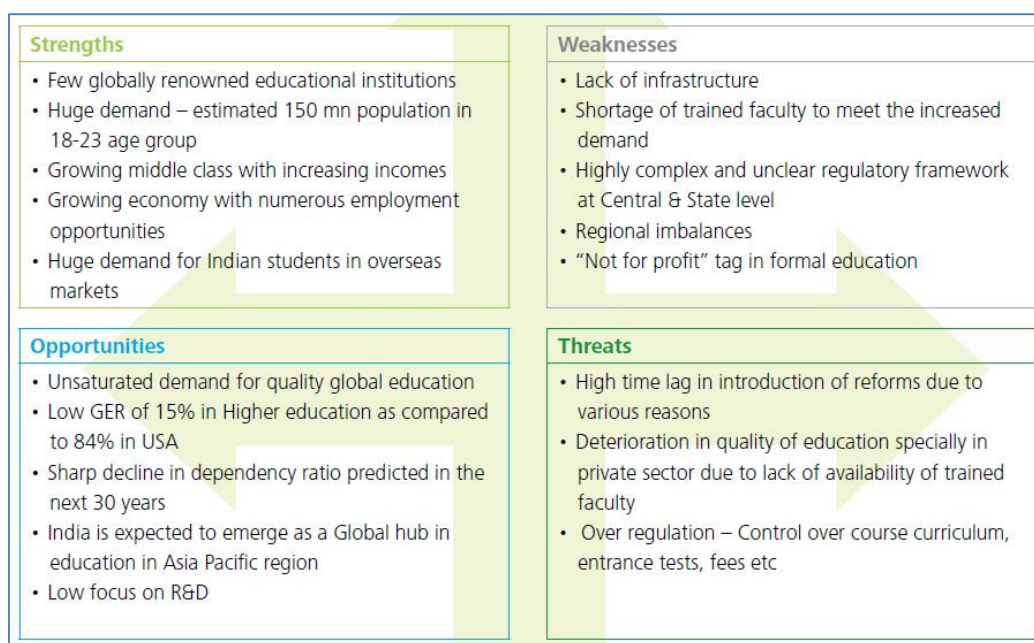 Strengths
• Few globally renowned educational institutions
• Huge demand – estimated 150 mn population in
18-23 age group
• Growing middle class with increasing incomes
• Growing economy with numerous employment
opportunities
• Huge demand for Indian students in overseas
markets
Weaknesses
• Lack of infrastructure
• Shortage of trained faculty to meet the increased
demand
• Highly complex and unclear regulatory framework
at Central & State level
• Regional imbalances
• “Not for profit” tag in formal education
Opportunities
• Unsaturated demand for quality global education
• Low GER of 15% in Higher education as compared
to 84% in USA
• Sharp decline in dependency ratio predicted in the
next 30 years
• India is expected to emerge as a Global hub in
education in Asia Pacific region
• Low focus on R&D
Threats
• High time lag in introduction of reforms due to
various reasons
• Deterioration in quality of education specially in
private sector due to lack of availability of trained
faculty
• Over regulation – Control over course curriculum,
entrance tests, fees etc